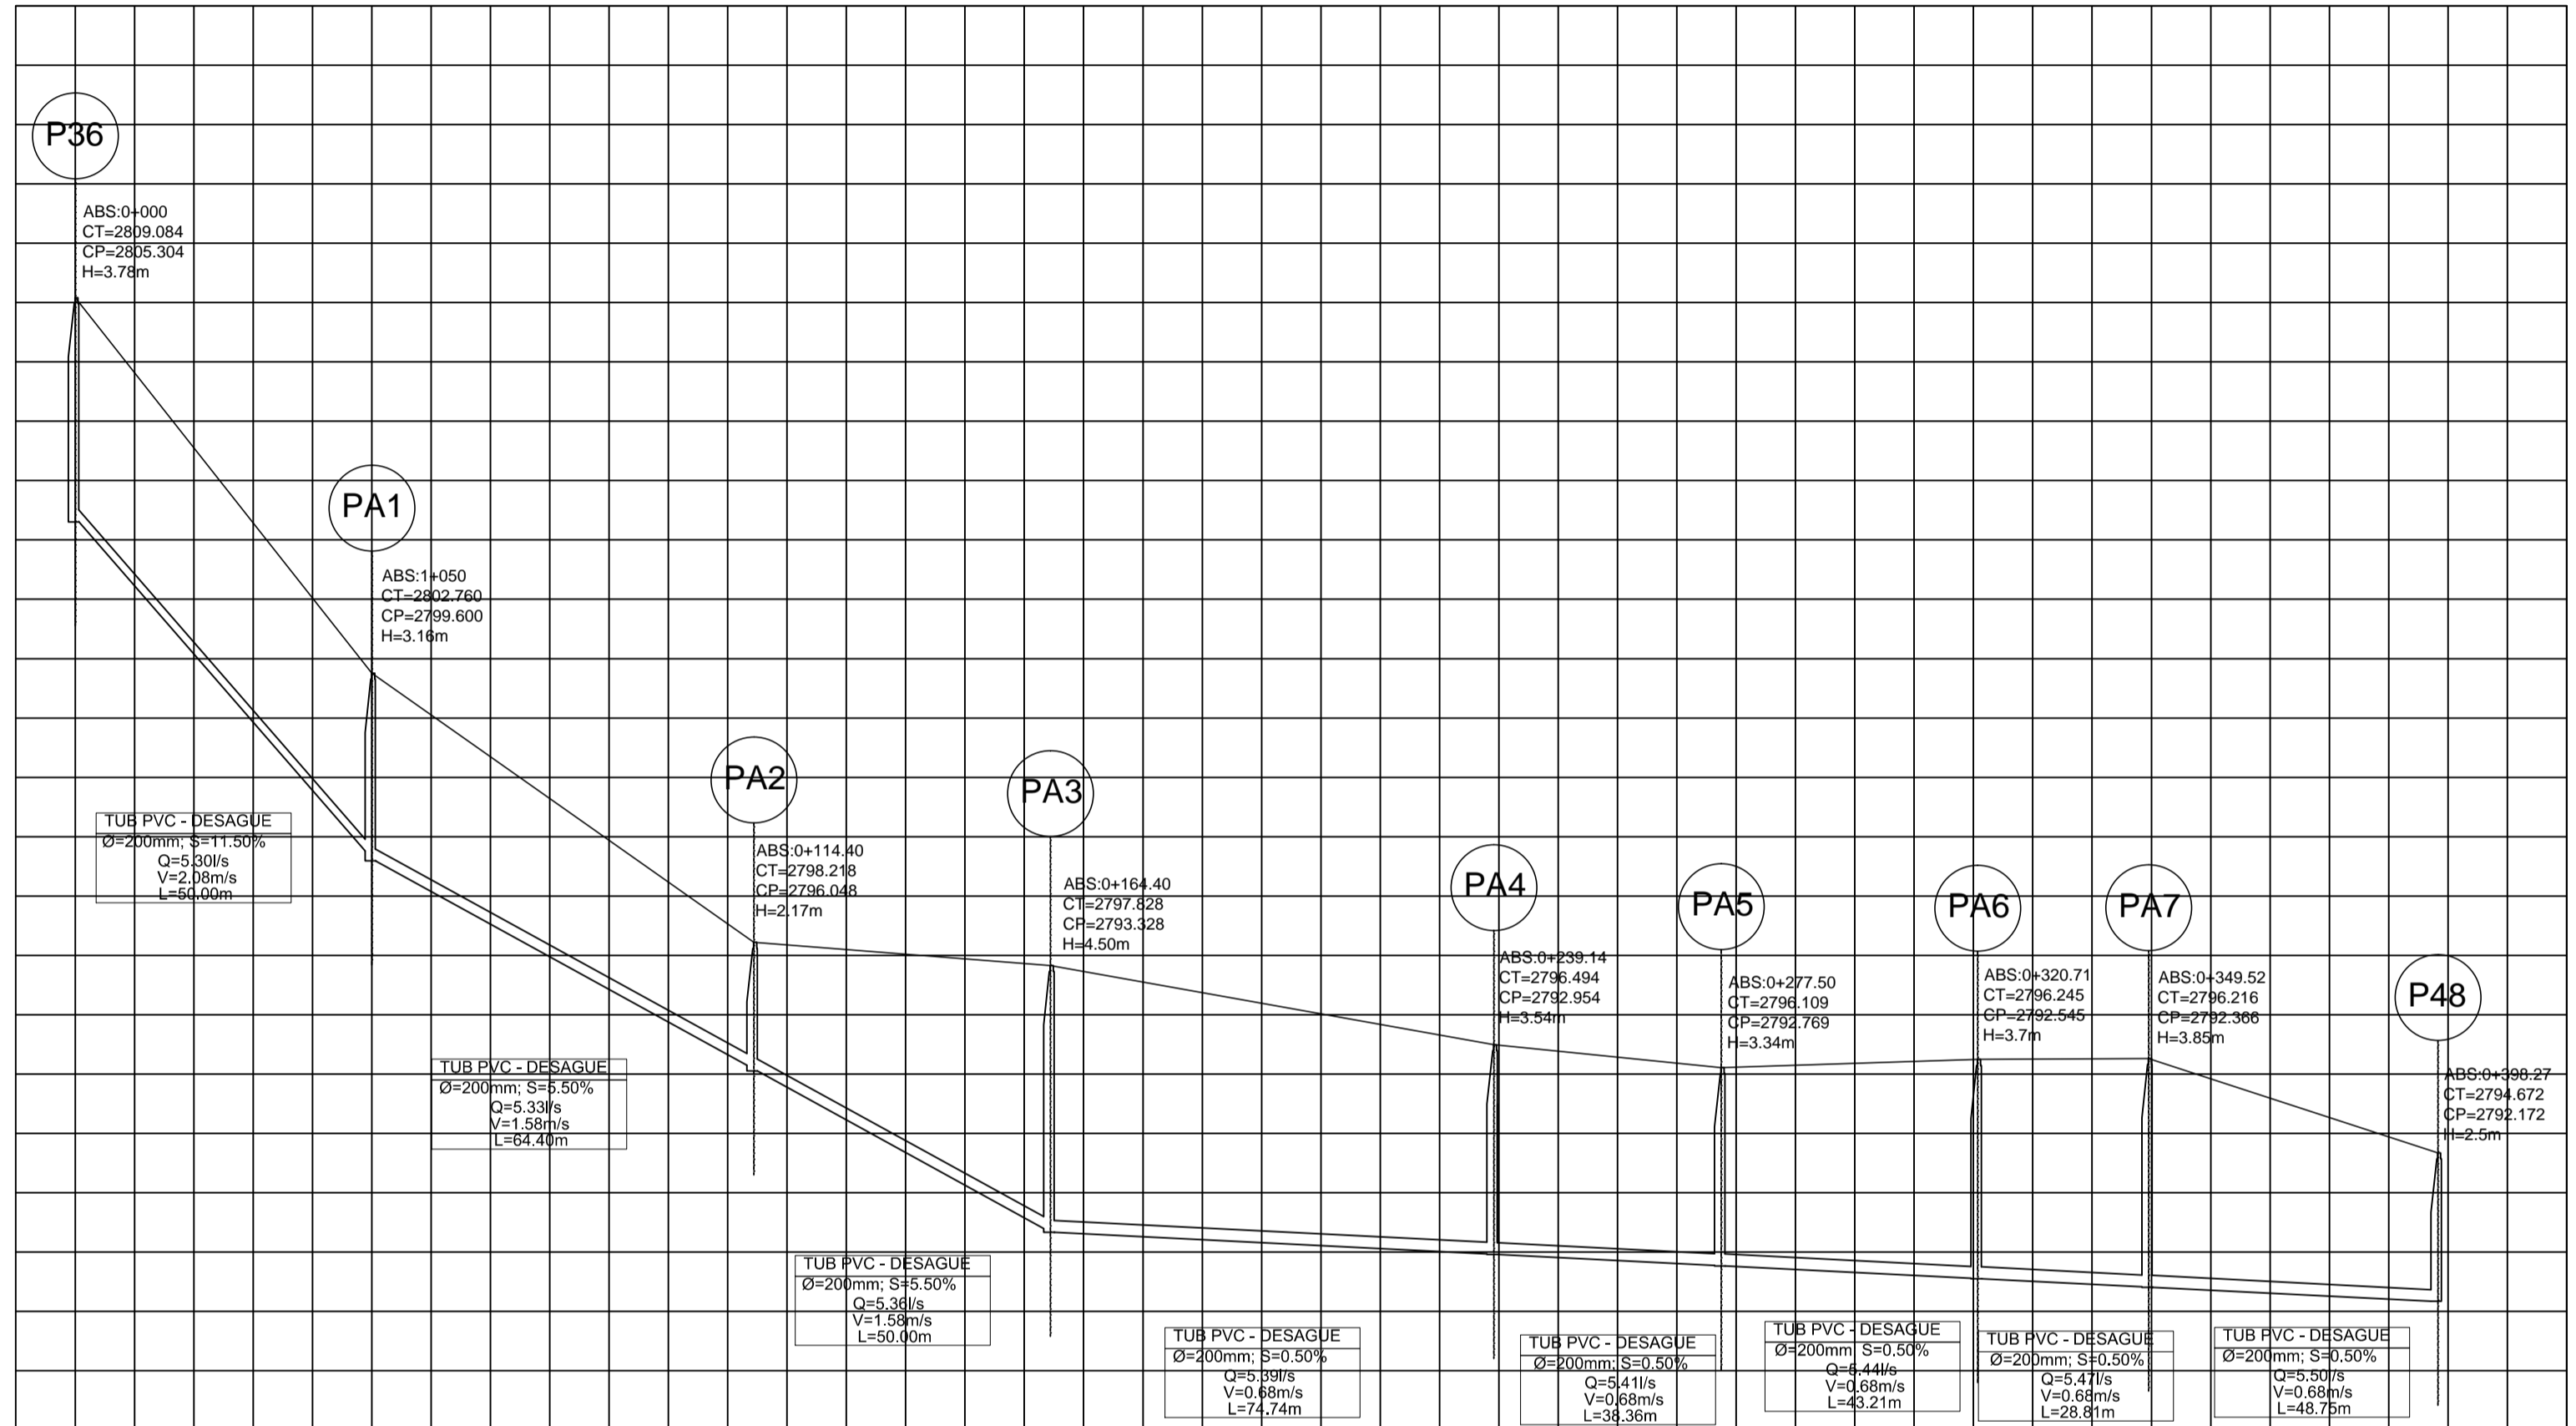 P36
ABS:0+000
CT=2809.084
CP=2805.304
H=3.78m
PA1
ABS:1+050
CT=2802.760
CP=2799.600
H=3.16m
TUB PVC - DESAGUE
Ø=200mm; S=11.50%
Q=5.30l/s
V=2.08m/s
L=50.00m
PA2
ABS:0+114.40
CT=2798.218
CP=2796.048
H=2.17m
TUB PVC - DESAGUE
Ø=200mm; S=5.50%
Q=5.33l/s
V=1.58m/s
L=64.40m
PA3
ABS:0+164.40
CT=2797.828
CP=2793.328
H=4.50m
TUB PVC - DESAGUE
Ø=200mm; S=5.50%
Q=5.36l/s
V=1.58m/s
L=50.00m
PA4
ABS:0+239.14
CT=2796.494
CP=2792.954
H=3.54m
TUB PVC - DESAGUE
Ø=200mm; S=0.50%
Q=5.39l/s
V=0.68m/s
L=74.74m
PA5
ABS:0+277.50
CT=2796.109
CP=2792.769
H=3.34m
TUB PVC - DESAGUE
Ø=200mm; S=0.50%
Q=5.41l/s
V=0.68m/s
L=38.36m
PA6
ABS:0+320.71
CT=2796.245
CP=2792.545
H=3.7m
TUB PVC - DESAGUE
Ø=200mm; S=0.50%
Q=5.44l/s
V=0.68m/s
L=43.21m
PA7
ABS:0+349.52
CT=2796.216
CP=2792.366
H=3.85m
TUB PVC - DESAGUE
Ø=200mm; S=0.50%
Q=5.47l/s
V=0.68m/s
L=28.81m
P48
ABS:0+398.27
CT=2794.672
CP=2792.172
H=2.5m
TUB PVC - DESAGUE
Ø=200mm; S=0.50%
Q=5.50l/s
V=0.68m/s
L=48.75m